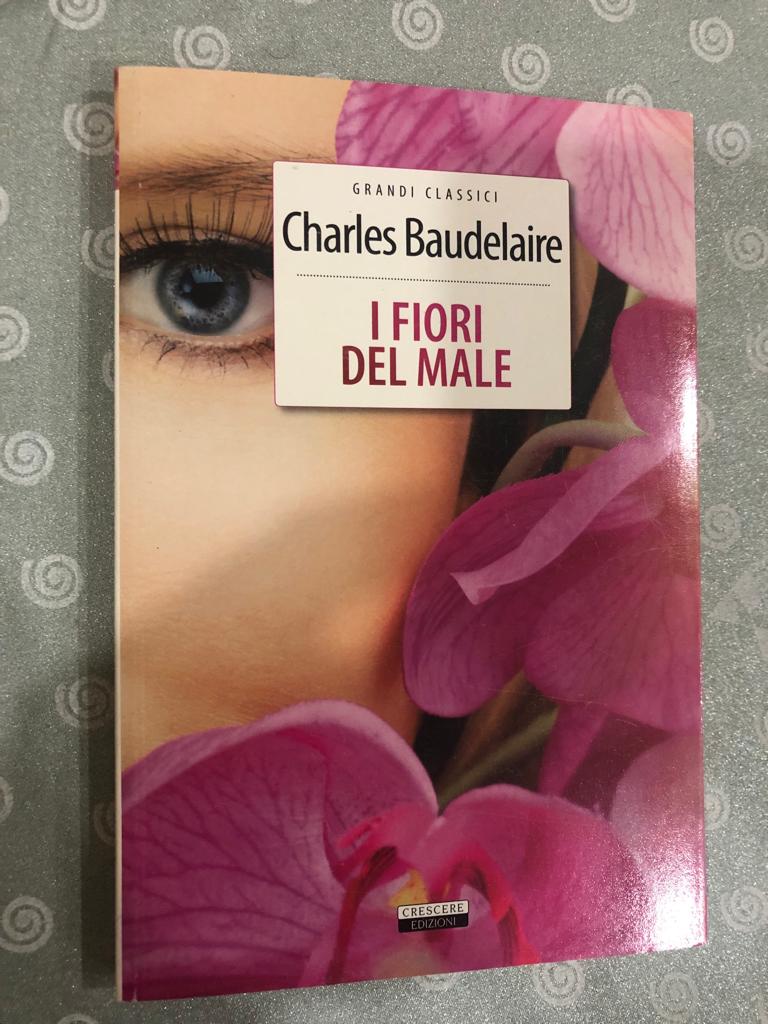 GRANDI CLASSICI
Charles Baudelaire
I FIORI
DEL MALE
CRESCERE
EDIZIONI